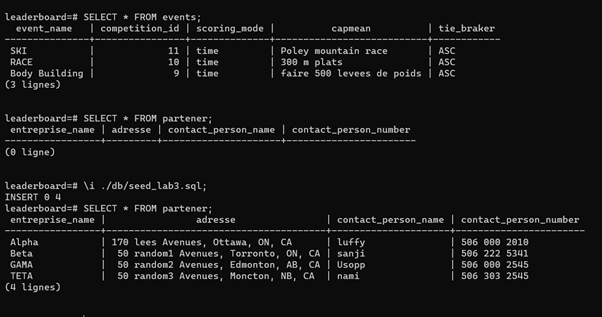 leaderboard=# SELECT * FROM events;
  event_name   | competition_id | scoring_mode |         capmean          | tie_braker
---------------+----------------+--------------+--------------------------+------------
 SKI           |             11 | time         | Poley mountain race      | ASC
 RACE          |             10 | time         | 300 m plats              | ASC
 Body Building |              9 | time         | faire 500 levees de poids | ASC
(3 lignes)
leaderboard=# SELECT * FROM partener;
 entreprise_name | adresse | contact_person_name | contact_person_number
-----------------+---------+---------------------+-----------------------
(0 ligne)
leaderboard=# \i ./db/seed_lab3.sql;
INSERT 0 4
leaderboard=# SELECT * FROM partener;
 entreprise_name |              adresse              | contact_person_name | contact_person_number
-----------------+-----------------------------------+---------------------+-----------------------
 Alpha           | 170 lees Avenues, Ottawa, ON, CA  | luffy               | 506 000 2010
 Beta            |  50 random1 Avenues, Torronto, ON, CA | sanji               | 506 222 5341
 GAMA            |  50 random2 Avenues, Edmonton, AB, CA | Usopp               | 506 000 2545
 TETA            |  50 random3 Avenues, Moncton, NB, CA | nami                | 506 303 2545
(4 lignes)